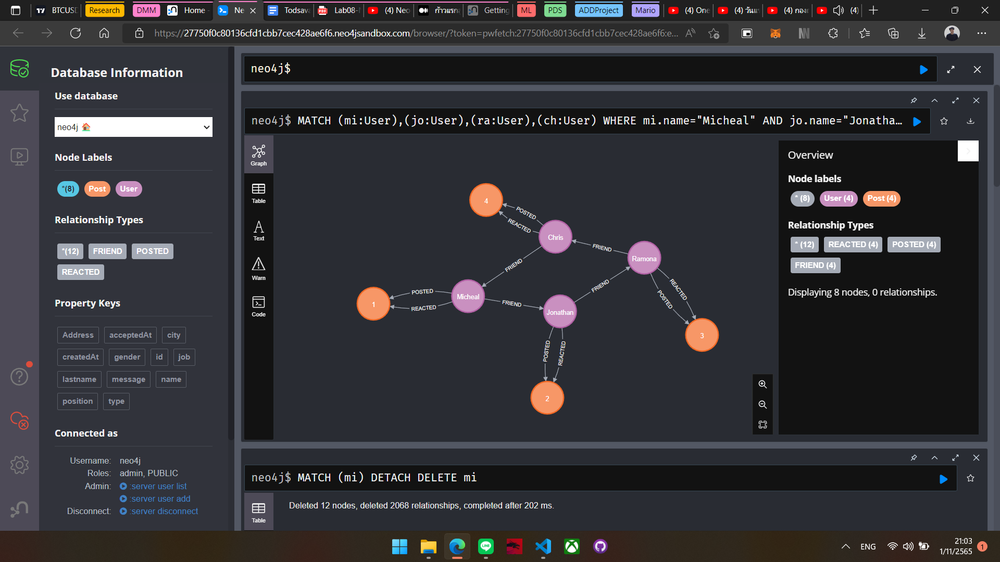 BTCUSD
Research
DMM
Home -
Ne
Todsava
Lab08-N
(4) Neo
ก้าวแรกส
Getting
ML
PDS
ADDProject
Mario
(4) One
(4) วันแร
(4)
https://27750f0c80136cfd1cbb7cec428ae6f6.neo4jsandbox.com/browser/?token=pwfetch:27750f0c80136cfd1cbb7cec428ae6f6:e...
Database Information
Use database
neo4j
Node Labels
*(8) Post User
Relationship Types
*(12) FRIEND POSTED
REACTED
Property Keys
Address acceptedAt city
createdAt gender id job
lastname message name
position type
Connected as
Username: neo4j
Roles: admin, PUBLIC
Admin: :server user list
:server user add
Disconnect: :server disconnect
neo4j$
neo4j$ MATCH (mi:User),(jo:User),(ra:User),(ch:User) WHERE mi.name="Micheal" AND jo.name="Jonatha...
Graph
Table
Text
Warn
Code
4
POSTED
REACTED
Chris
FRIEND
Ramona
FRIEND
REACTED
POSTED
FRIEND
POSTED
1
REACTED
Micheal
FRIEND
Jonathan
3
POSTED
REACTED
2
Overview
Node labels
* (8) User (4) Post (4)
Relationship Types
* (12) REACTED (4) POSTED (4)
FRIEND (4)
Displaying 8 nodes, 0 relationships.
neo4j$ MATCH (mi) DETACH DELETE mi
Table
Deleted 12 nodes, deleted 2068 relationships, completed after 202 ms.
LINE
ENG
21:03
1/11/2565
1